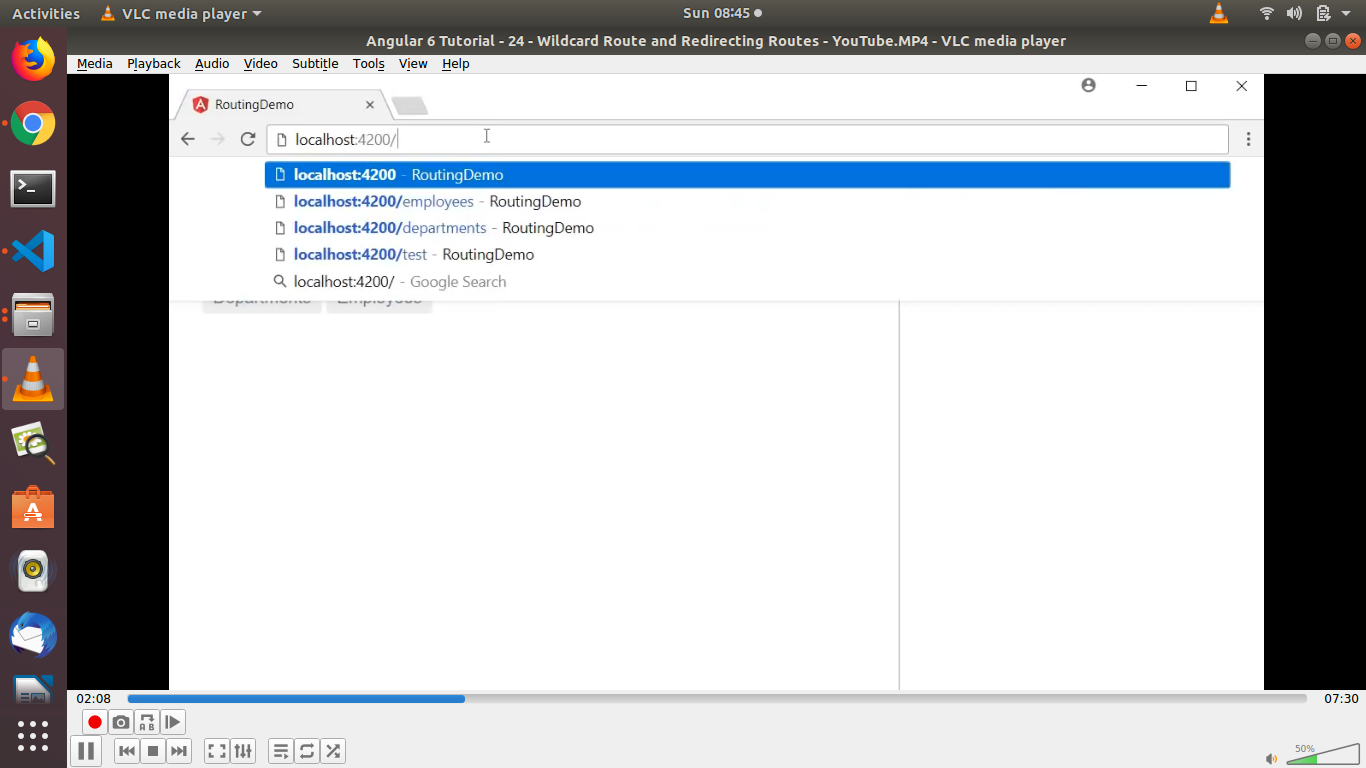 Activities VLC media player Sun 08:45
Angular 6 Tutorial - 24 - Wildcard Route and Redirecting Routes - YouTube.MP4 - VLC media player
Media Playback Audio Video Subtitle Tools View Help
RoutingDemo
localhost:4200/
localhost:4200 - RoutingDemo
localhost:4200/employees - RoutingDemo
localhost:4200/departments - RoutingDemo
localhost:4200/test - RoutingDemo
localhost:4200/ - Google Search
Departments Employees
02:08 07:30
A B
50%